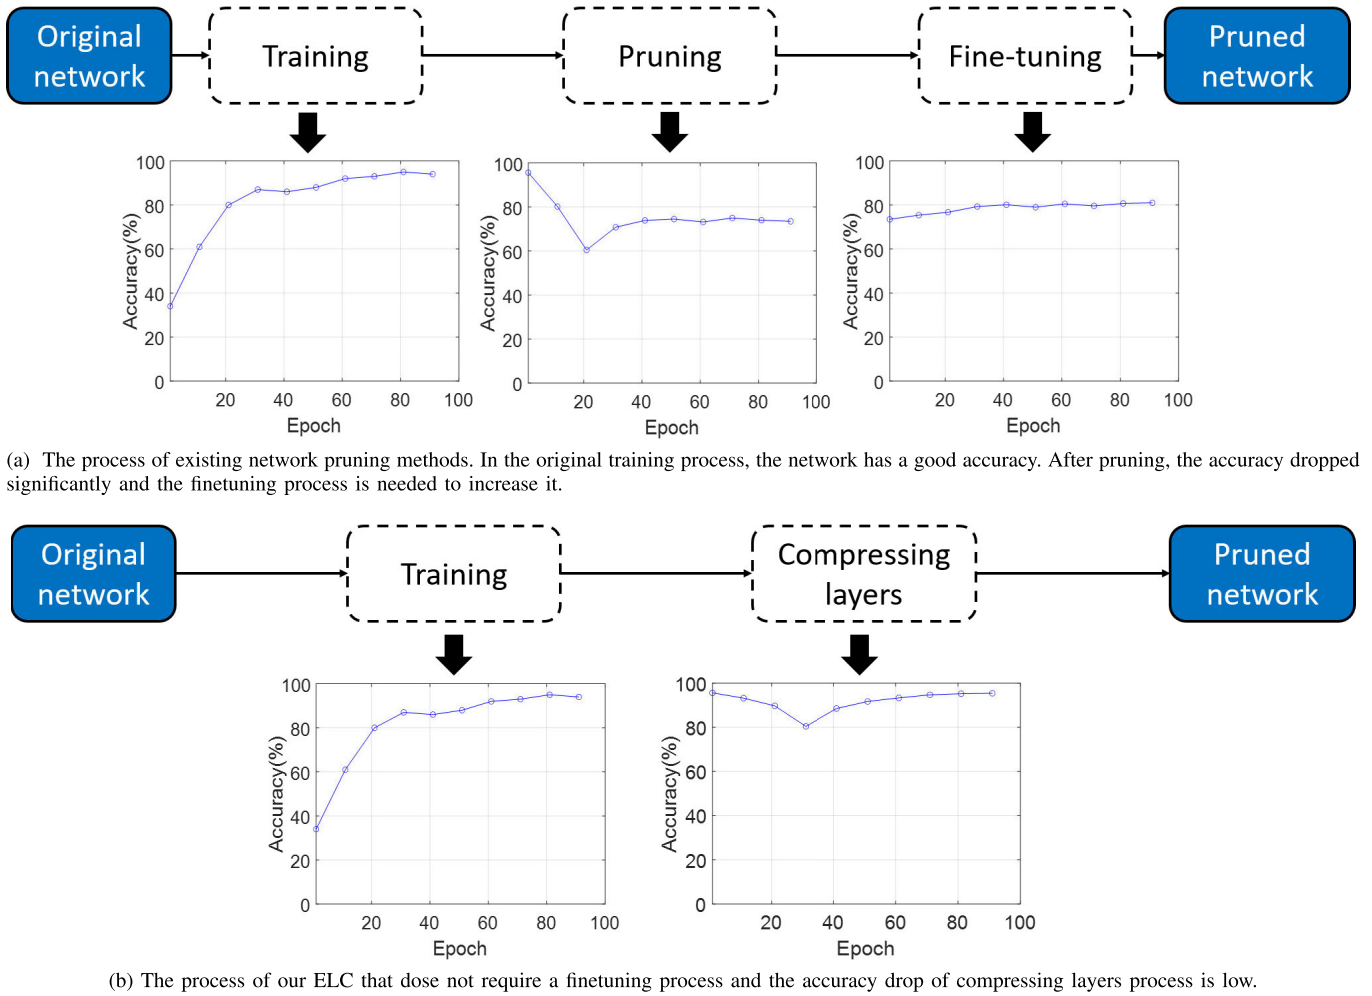 Original
network
Training
Pruning
Fine-tuning
Pruned
network
100
80
60
40
20
0
Accuracy(%)
20 40 60 80 100
Epoch
100
80
60
40
20
0
Accuracy(%)
20 40 60 80 100
Epoch
100
80
60
40
20
0
Accuracy(%)
20 40 60 80 100
Epoch
(a) The process of existing network pruning methods. In the original training process, the network has a good accuracy. After pruning, the accuracy dropped
significantly and the finetuning process is needed to increase it.
Original
network
Training
Compressing
layers
Pruned
network
100
80
60
40
20
0
Accuracy(%)
20 40 60 80 100
Epoch
100
80
60
40
20
0
Accuracy(%)
20 40 60 80 100
Epoch
(b) The process of our ELC that dose not require a finetuning process and the accuracy drop of compressing layers process is low.